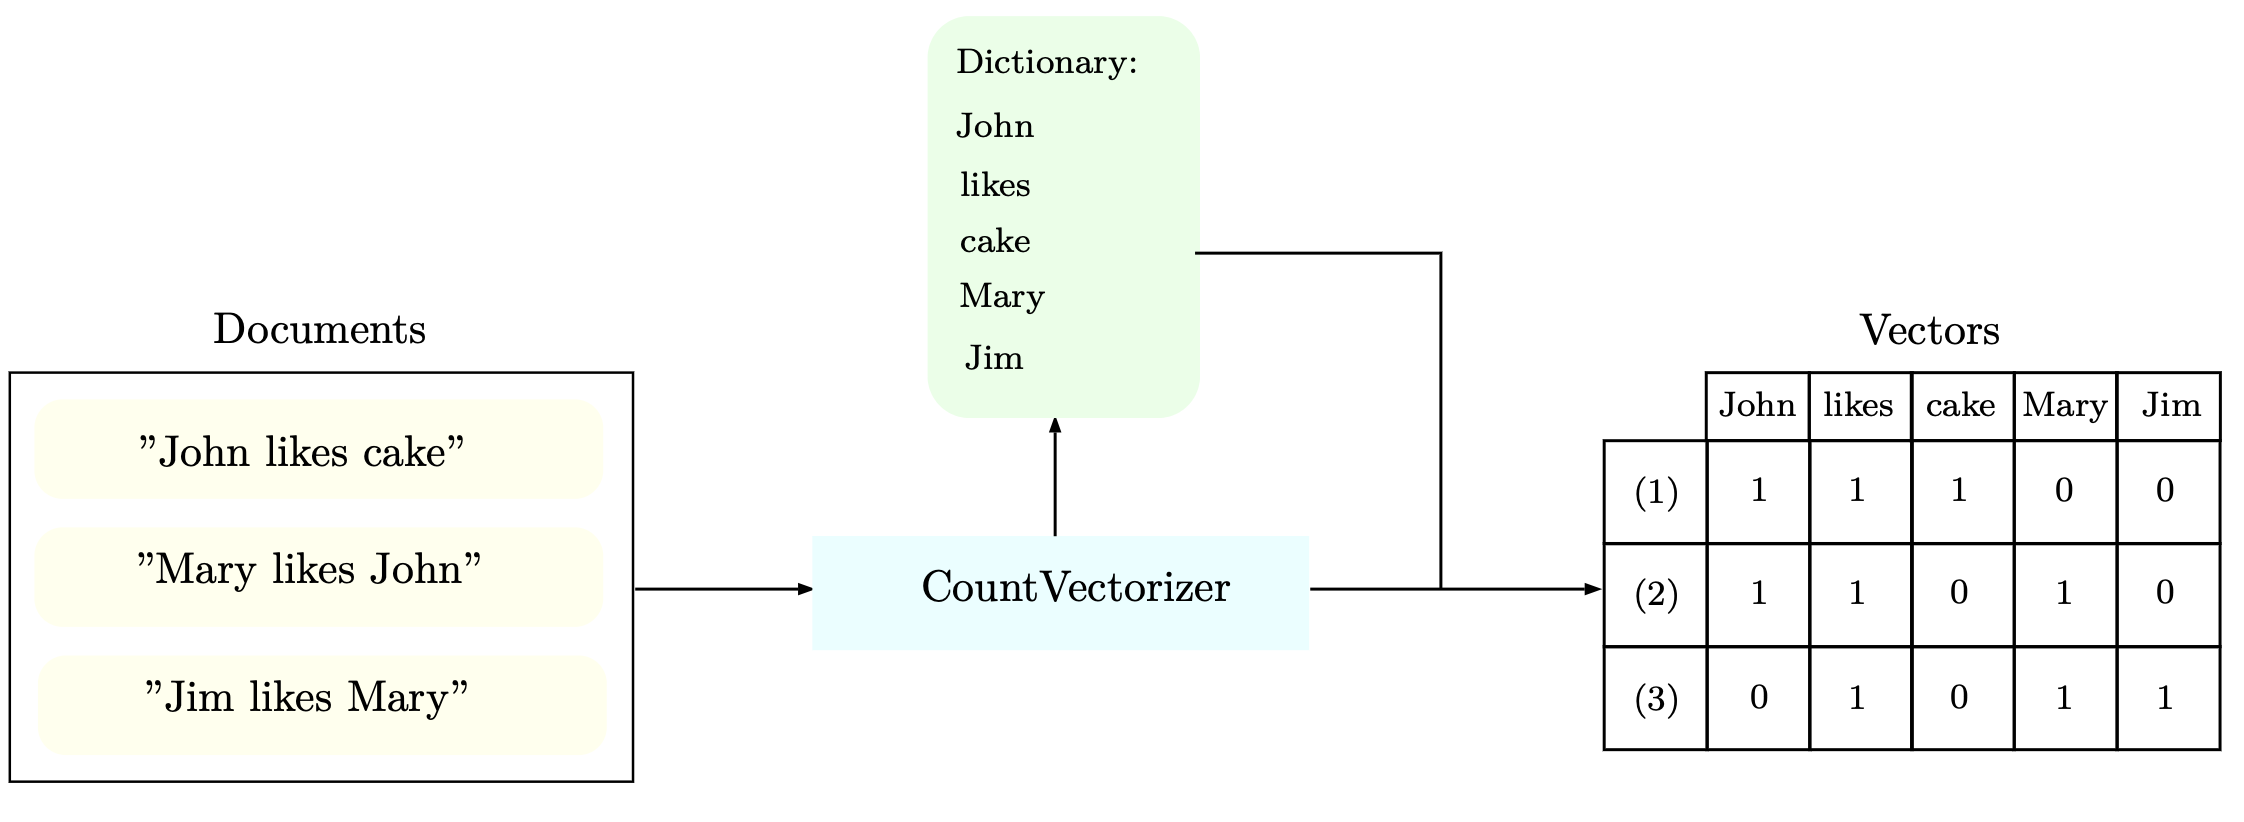 Dictionary:
John
likes
cake
Mary
Jim
Documents
”John likes cake”
”Mary likes John”
”Jim likes Mary”
CountVectorizer
Vectors
John likes cake Mary Jim
(1) 1 1 1 0 0
(2) 1 1 0 1 0
(3) 0 1 0 1 1